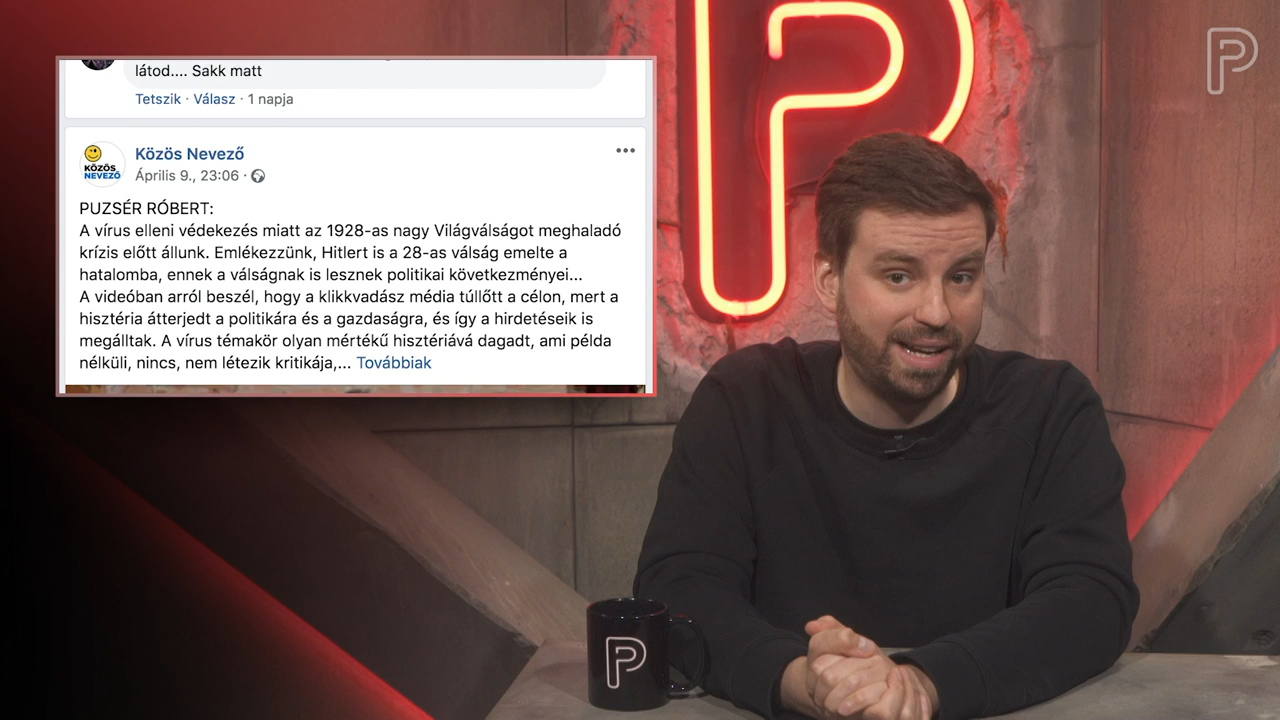 P
P
látod.... Sakk matt
Tetszik · Válasz · 1 napja
KÖZÖS
NEVEZŐ
Közös Nevező
Április 9., 23:06 ·
PUZSÉR RÓBERT:
A vírus elleni védekezés miatt az 1928-as nagy Világválságot meghaladó
krízis előtt állunk. Emlékezzünk, Hitlert is a 28-as válság emelte a
hatalomba, ennek a válságnak is lesznek politikai következményei...
A videóban arról beszél, hogy a klikkvadász média túllőtt a célon, mert a
hisztéria átterjedt a politikára és a gazdaságra, és így a hirdetéseik is
megálltak. A vírus témakör olyan mértékű hisztériává dagadt, ami példa
nélküli, nincs, nem létezik kritikája,... Továbbiak
P